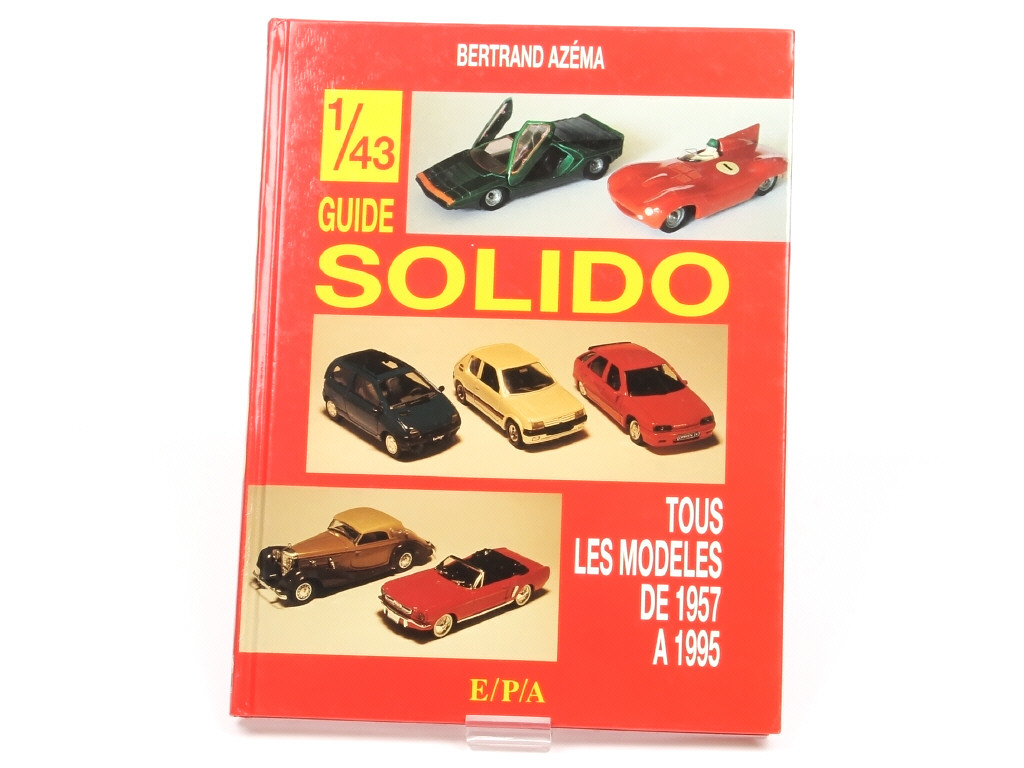 BERTRAND AZÉMA
1/43
GUIDE
SOLIDO
TOUS
LES MODELES
DE 1957
A 1995
E/P/A